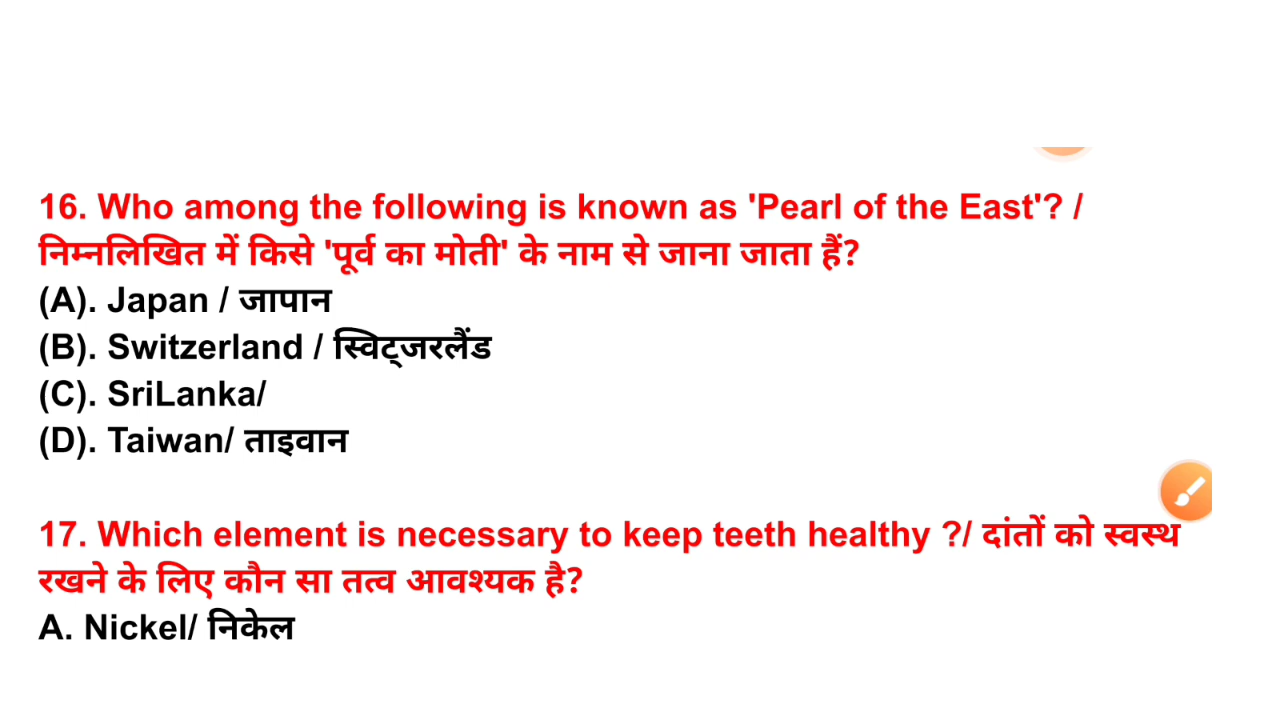 16. Who among the following is known as 'Pearl of the East'? /
निम्नलिखित में किसे 'पूर्व का मोती' के नाम से जाना जाता हैं?
(A). Japan / जापान
(B). Switzerland / स्विट्जरलैंड
(C). SriLanka/
(D). Taiwan/ ताइवान
17. Which element is necessary to keep teeth healthy ?/ दांतों को स्वस्थ
रखने के लिए कौन सा तत्व आवश्यक है?
A. Nickel/ निकेल